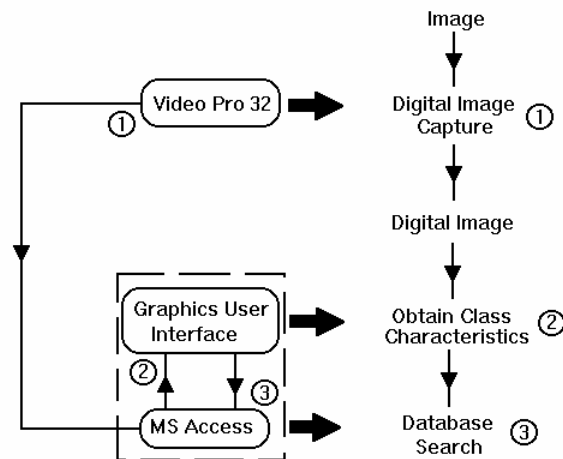 Image
Video Pro 32
①
Digital Image
Capture
①
Digital Image
Graphics User
Interface
Obtain Class
Characteristics
②
②
③
MS Access
Database
Search
③